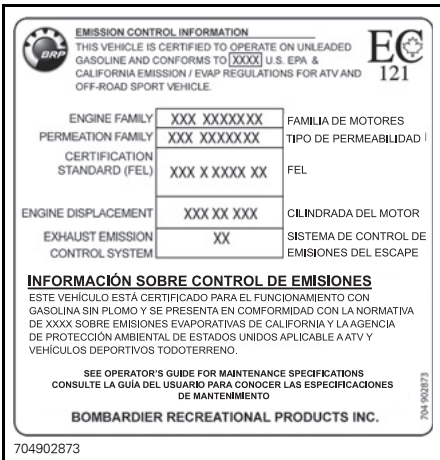 EMISSION CONTROL INFORMATION
THIS VEHICLE IS CERTIFIED TO OPERATE ON UNLEADED
GASOLINE AND CONFORMS TO XXXX U.S. EPA &
CALIFORNIA EMISSION / EVAP REGULATIONS FOR ATV AND
OFF-ROAD SPORT VEHICLE.
brp
EC
121
ENGINE FAMILY XXX XXXXXXX FAMILIA DE MOTORES
PERMEATION FAMILY XXX XXXXXXX TIPO DE PERMEABILIDAD
CERTIFICATION
STANDARD (FEL) XXX X XXXX XX FEL
ENGINE DISPLACEMENT XXX XX XXX CILINDRADA DEL MOTOR
EXHAUST EMISSION XX SISTEMA DE CONTROL DE
CONTROL SYSTEM EMISIONES DEL ESCAPE
INFORMACIÓN SOBRE CONTROL DE EMISIONES
ESTE VEHÍCULO ESTÁ CERTIFICADO PARA EL FUNCIONAMIENTO CON
GASOLINA SIN PLOMO Y SE PRESENTA EN COMFORMIDAD CON LA NORMATIVA
DE XXXX SOBRE EMISIONES EVAPORATIVAS DE CALIFORNIA Y LA AGENCIA
DE PROTECCIÓN AMBIENTAL DE ESTADOS UNIDOS APLICABLE A ATV Y
VEHÍCULOS DEPORTIVOS TODOTERRENO.
SEE OPERATOR'S GUIDE FOR MAINTENANCE SPECIFICATIONS
CONSULTE LA GUÍA DEL USUARIO PARA CONOCER LAS ESPECIFICACIONES
DE MANTENIMIENTO
BOMBARDIER RECREATIONAL PRODUCTS INC.
704 902873
704902873